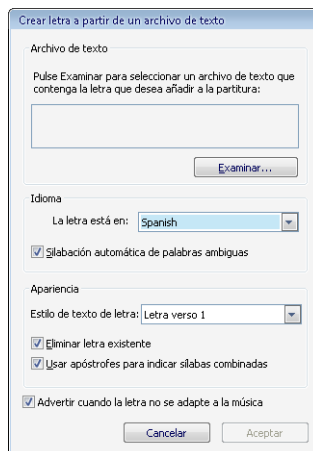 Crear letra a partir de un archivo de texto
Archivo de texto
Pulse Examinar para seleccionar un archivo de texto que
contenga la letra que desea añadir a la partitura:
Examinar...
Idioma
La letra está en: Spanish
Silabación automática de palabras ambiguas
Apariencia
Estilo de texto de letra: Letra verso 1
Eliminar letra existente
Usar apóstrofes para indicar sílabas combinadas
Advertir cuando la letra no se adapte a la música
Cancelar Aceptar